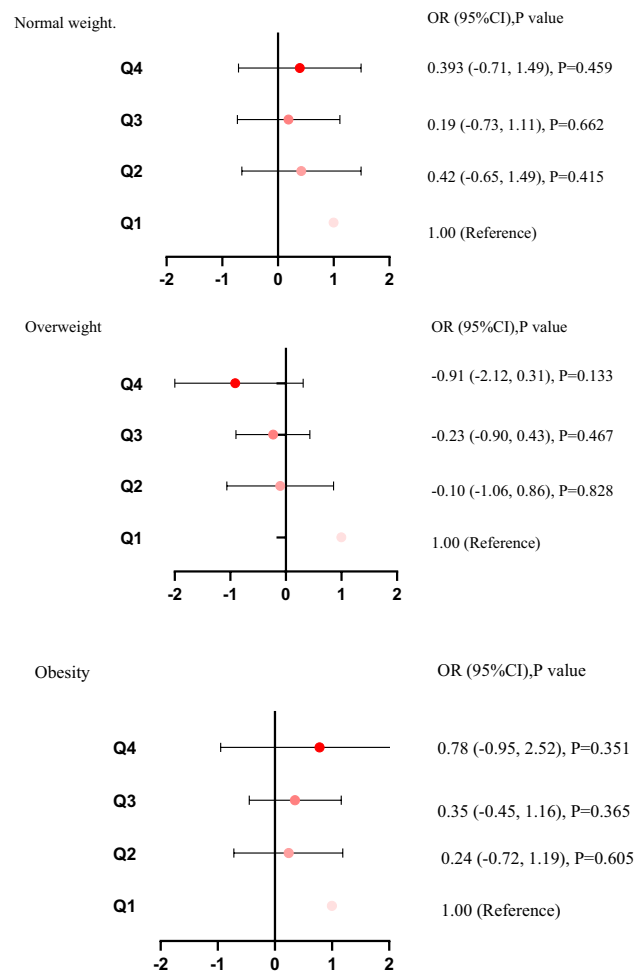 Normal weight.
OR (95%CI),P value
Q4
0.393 (-0.71, 1.49), P=0.459
Q3
0.19 (-0.73, 1.11), P=0.662
Q2
0.42 (-0.65, 1.49), P=0.415
Q1
1.00 (Reference)
-2 -1 0 1 2
Overweight
OR (95%CI),P value
Q4
-0.91 (-2.12, 0.31), P=0.133
Q3
-0.23 (-0.90, 0.43), P=0.467
Q2
-0.10 (-1.06, 0.86), P=0.828
Q1
1.00 (Reference)
-2 -1 0 1 2
Obesity
OR (95%CI),P value
Q4
0.78 (-0.95, 2.52), P=0.351
Q3
0.35 (-0.45, 1.16), P=0.365
Q2
0.24 (-0.72, 1.19), P=0.605
Q1
1.00 (Reference)
-2 -1 0 1 2